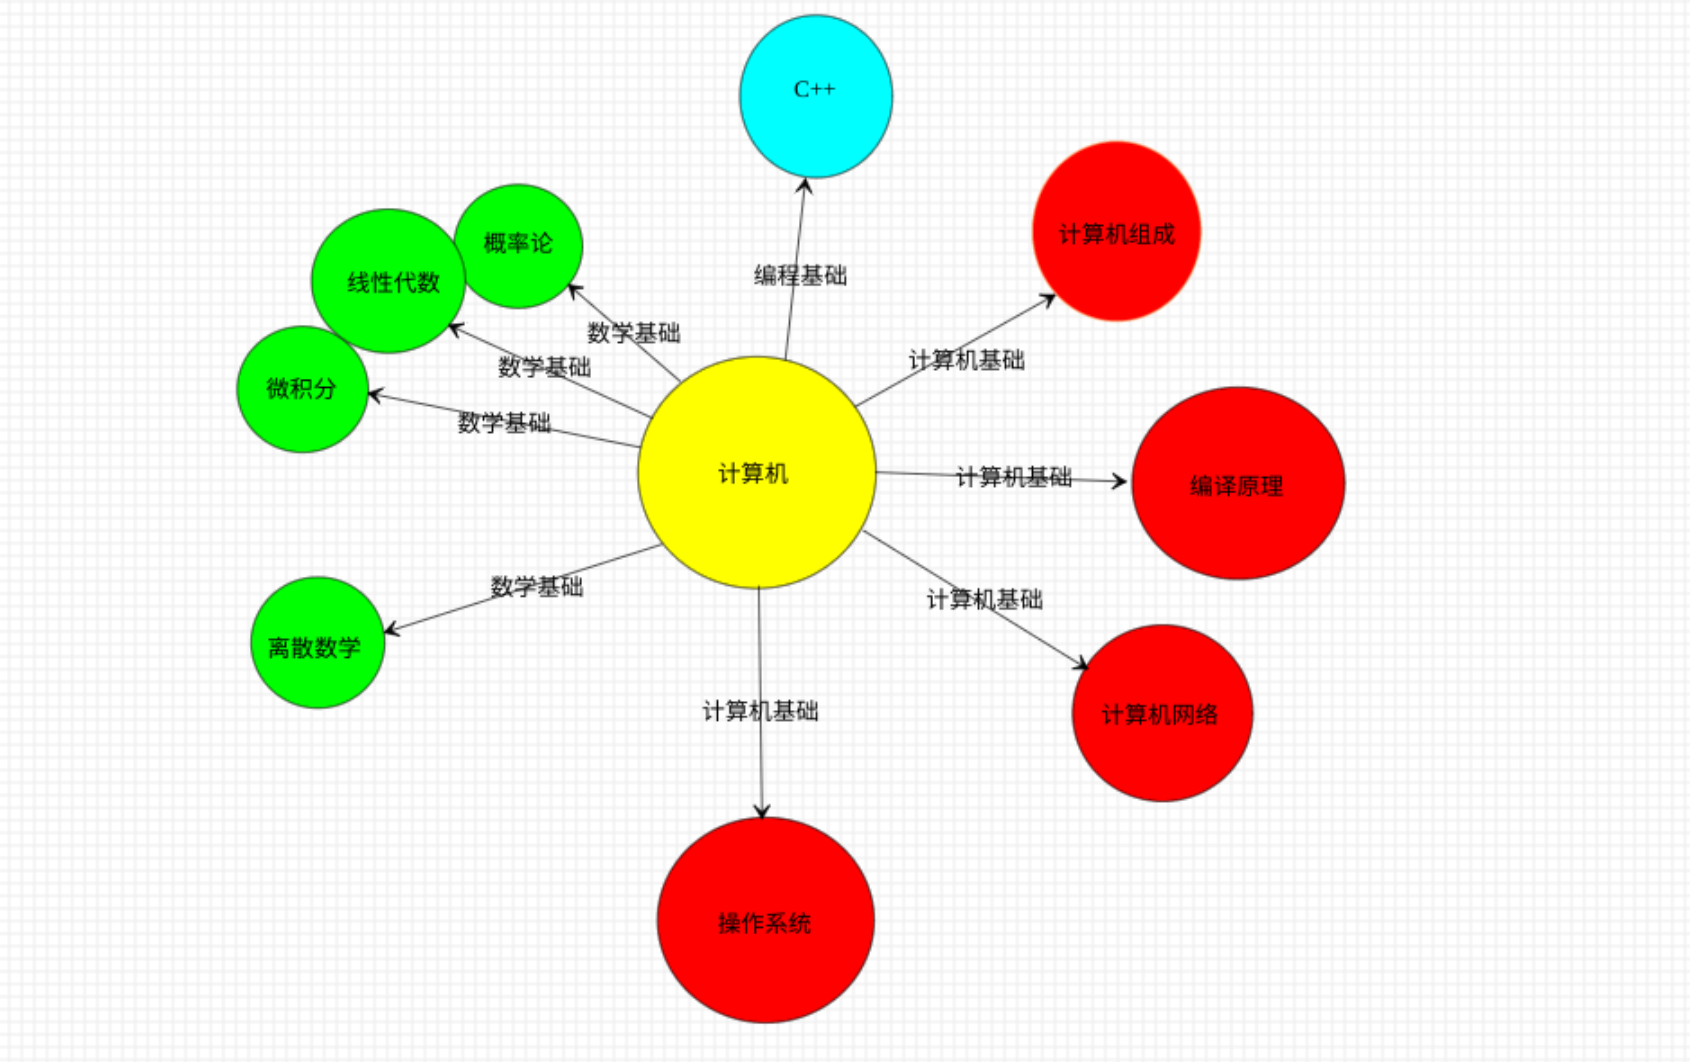 C++
计算机组成
概率论
线性代数
编程基础
数学基础
计算机基础
数学基础
微积分
数学基础
计算机
计算机基础
编译原理
数学基础
计算机基础
离散数学
计算机基础
计算机网络
操作系统